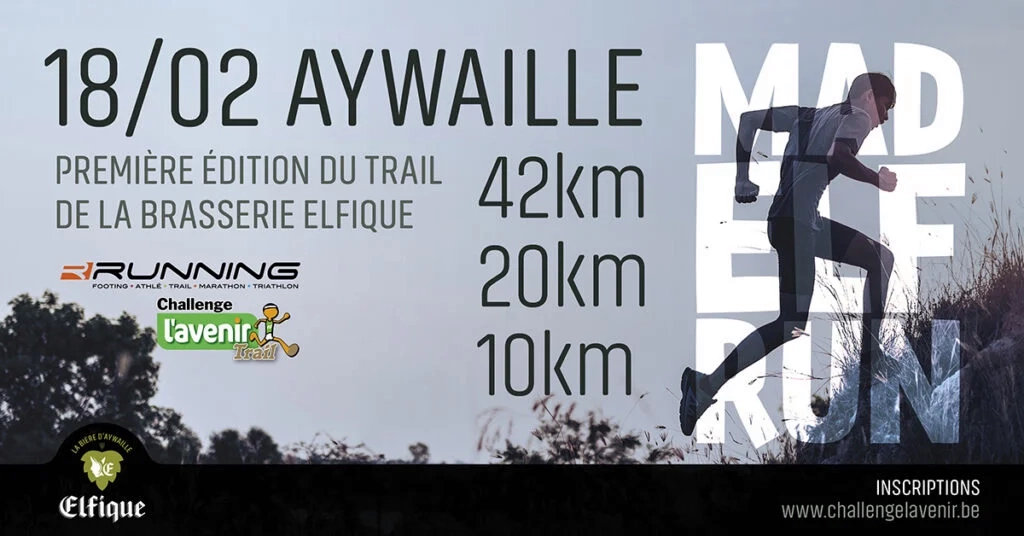 18/02 AYWAILLE
PREMIÈRE ÉDITION DU TRAIL
DE LA BRASSERIE ELFIQUE
42km
20km
10km
MAD
ELF
RUN
RRUNNING
FOOTING • ATHLÉ • TRAIL • MARATHON • TRIATHLON
Challenge
l'avenir
Trail
LA BIÈRE D'AYWAILLE
E
Elfique
INSCRIPTIONS
www.challengelavenir.be